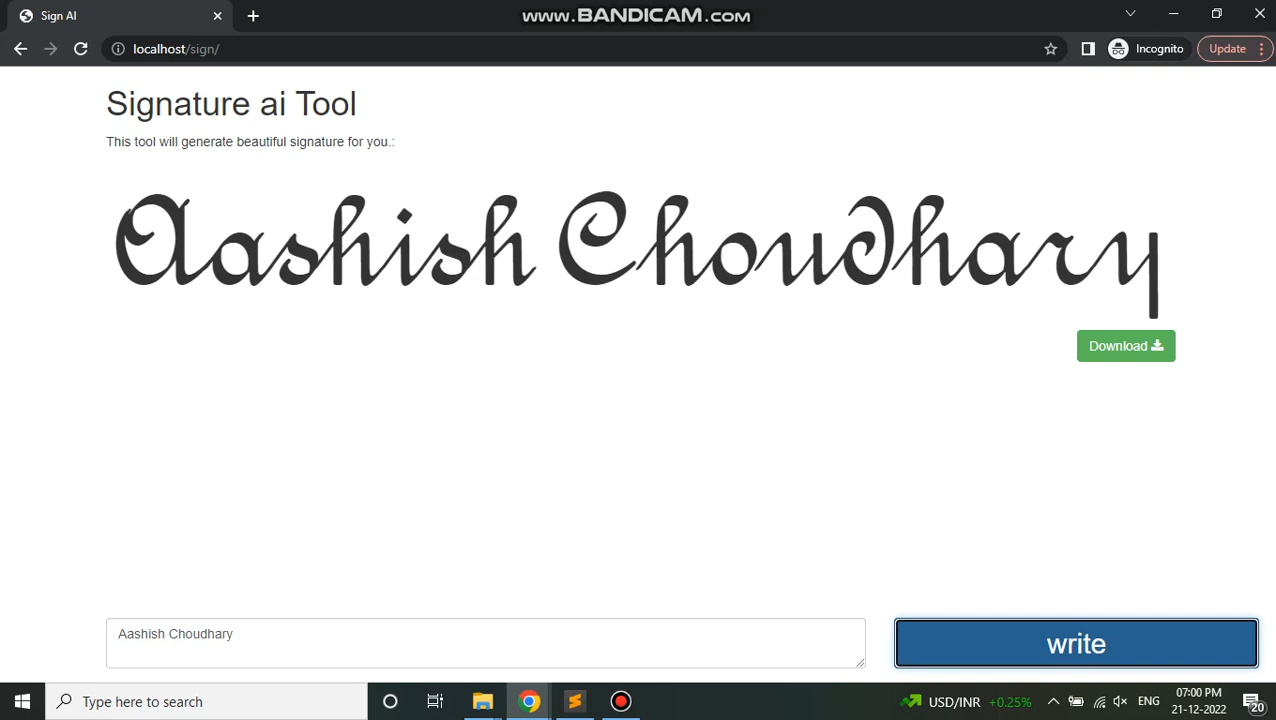 Sign AI
www.BANDICAM.com
localhost/sign/
Incognito
Update
Signature ai Tool
This tool will generate beautiful signature for you.:
Aashish Choudhary
Download
Aashish Choudhary
write
Type here to search
USD/INR +0.25%
ENG
07:00 PM
21-12-2022
20